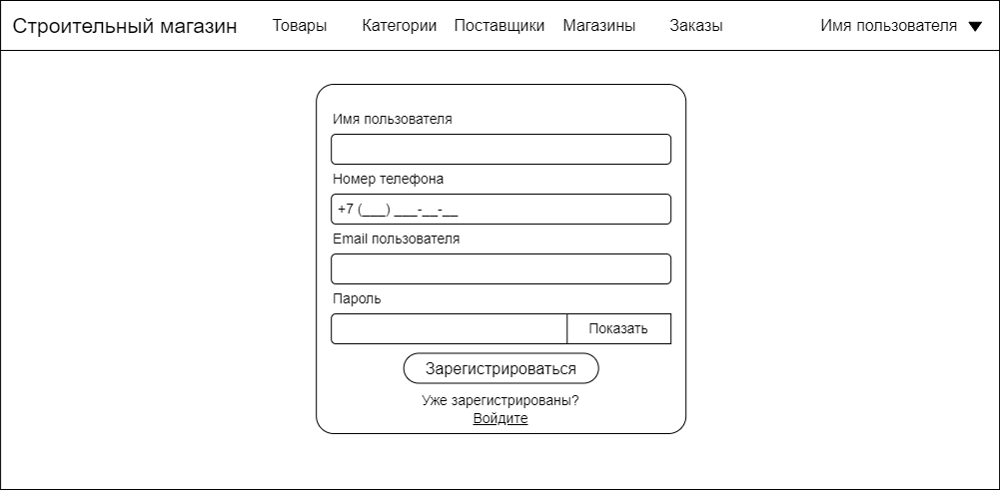 Строительный магазин Товары Категории Поставщики Магазины Заказы Имя пользователя
Имя пользователя
Номер телефона
+7 (___) ___-__-__
Email пользователя
Пароль
Показать
Зарегистрироваться
Уже зарегистрированы?
Войдите